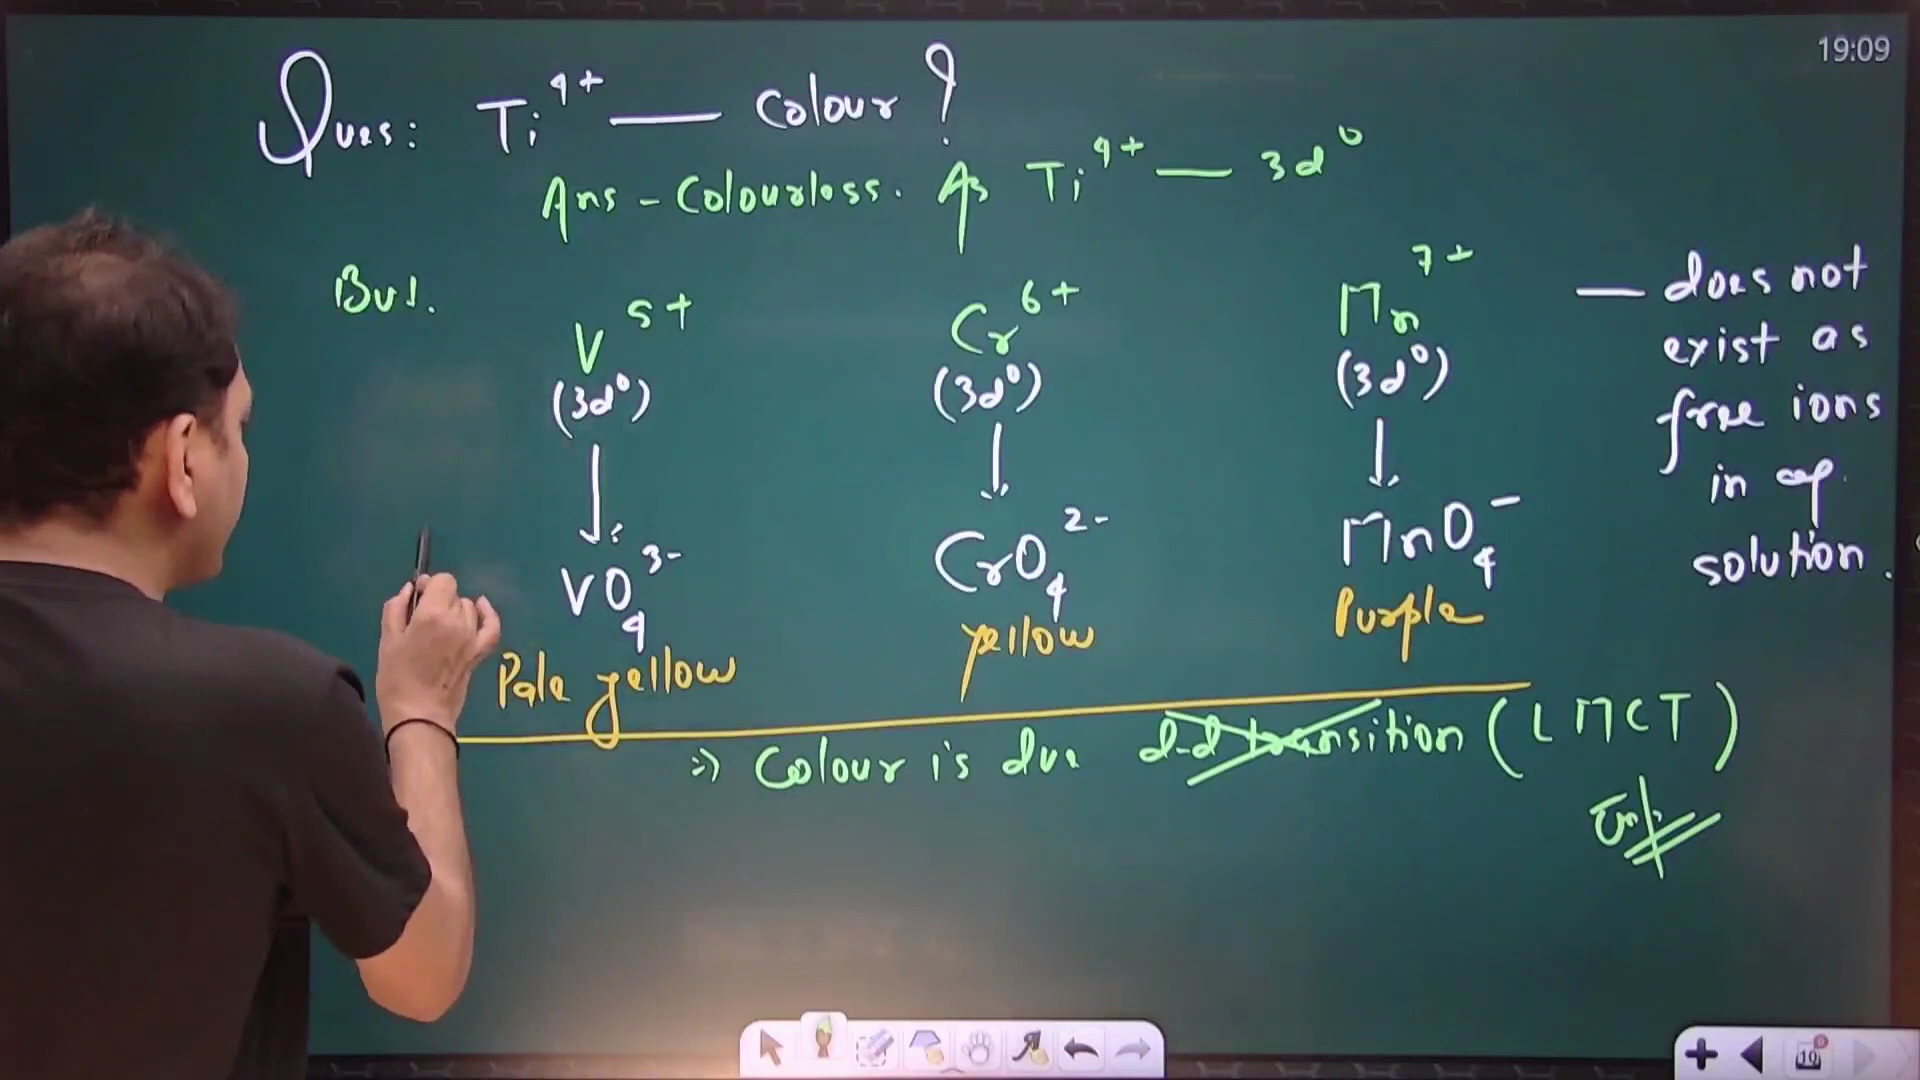 19:09
Ques: Ti⁴⁺ — Colour ?
Ans - Colourless. As Ti⁴⁺ — 3d⁰
But.
V⁵⁺ Cr⁶⁺ Mn⁷⁺
(3d⁰) (3d⁰) (3d⁰)
↓ ↓ ↓
VO₄³⁻ CrO₄²⁻ MnO₄⁻
Pale yellow yellow Purple
— does not
exist as
free ions
in aq.
solution.
⇒ Colour is due d-d transition (LMCT)
Imp.
10